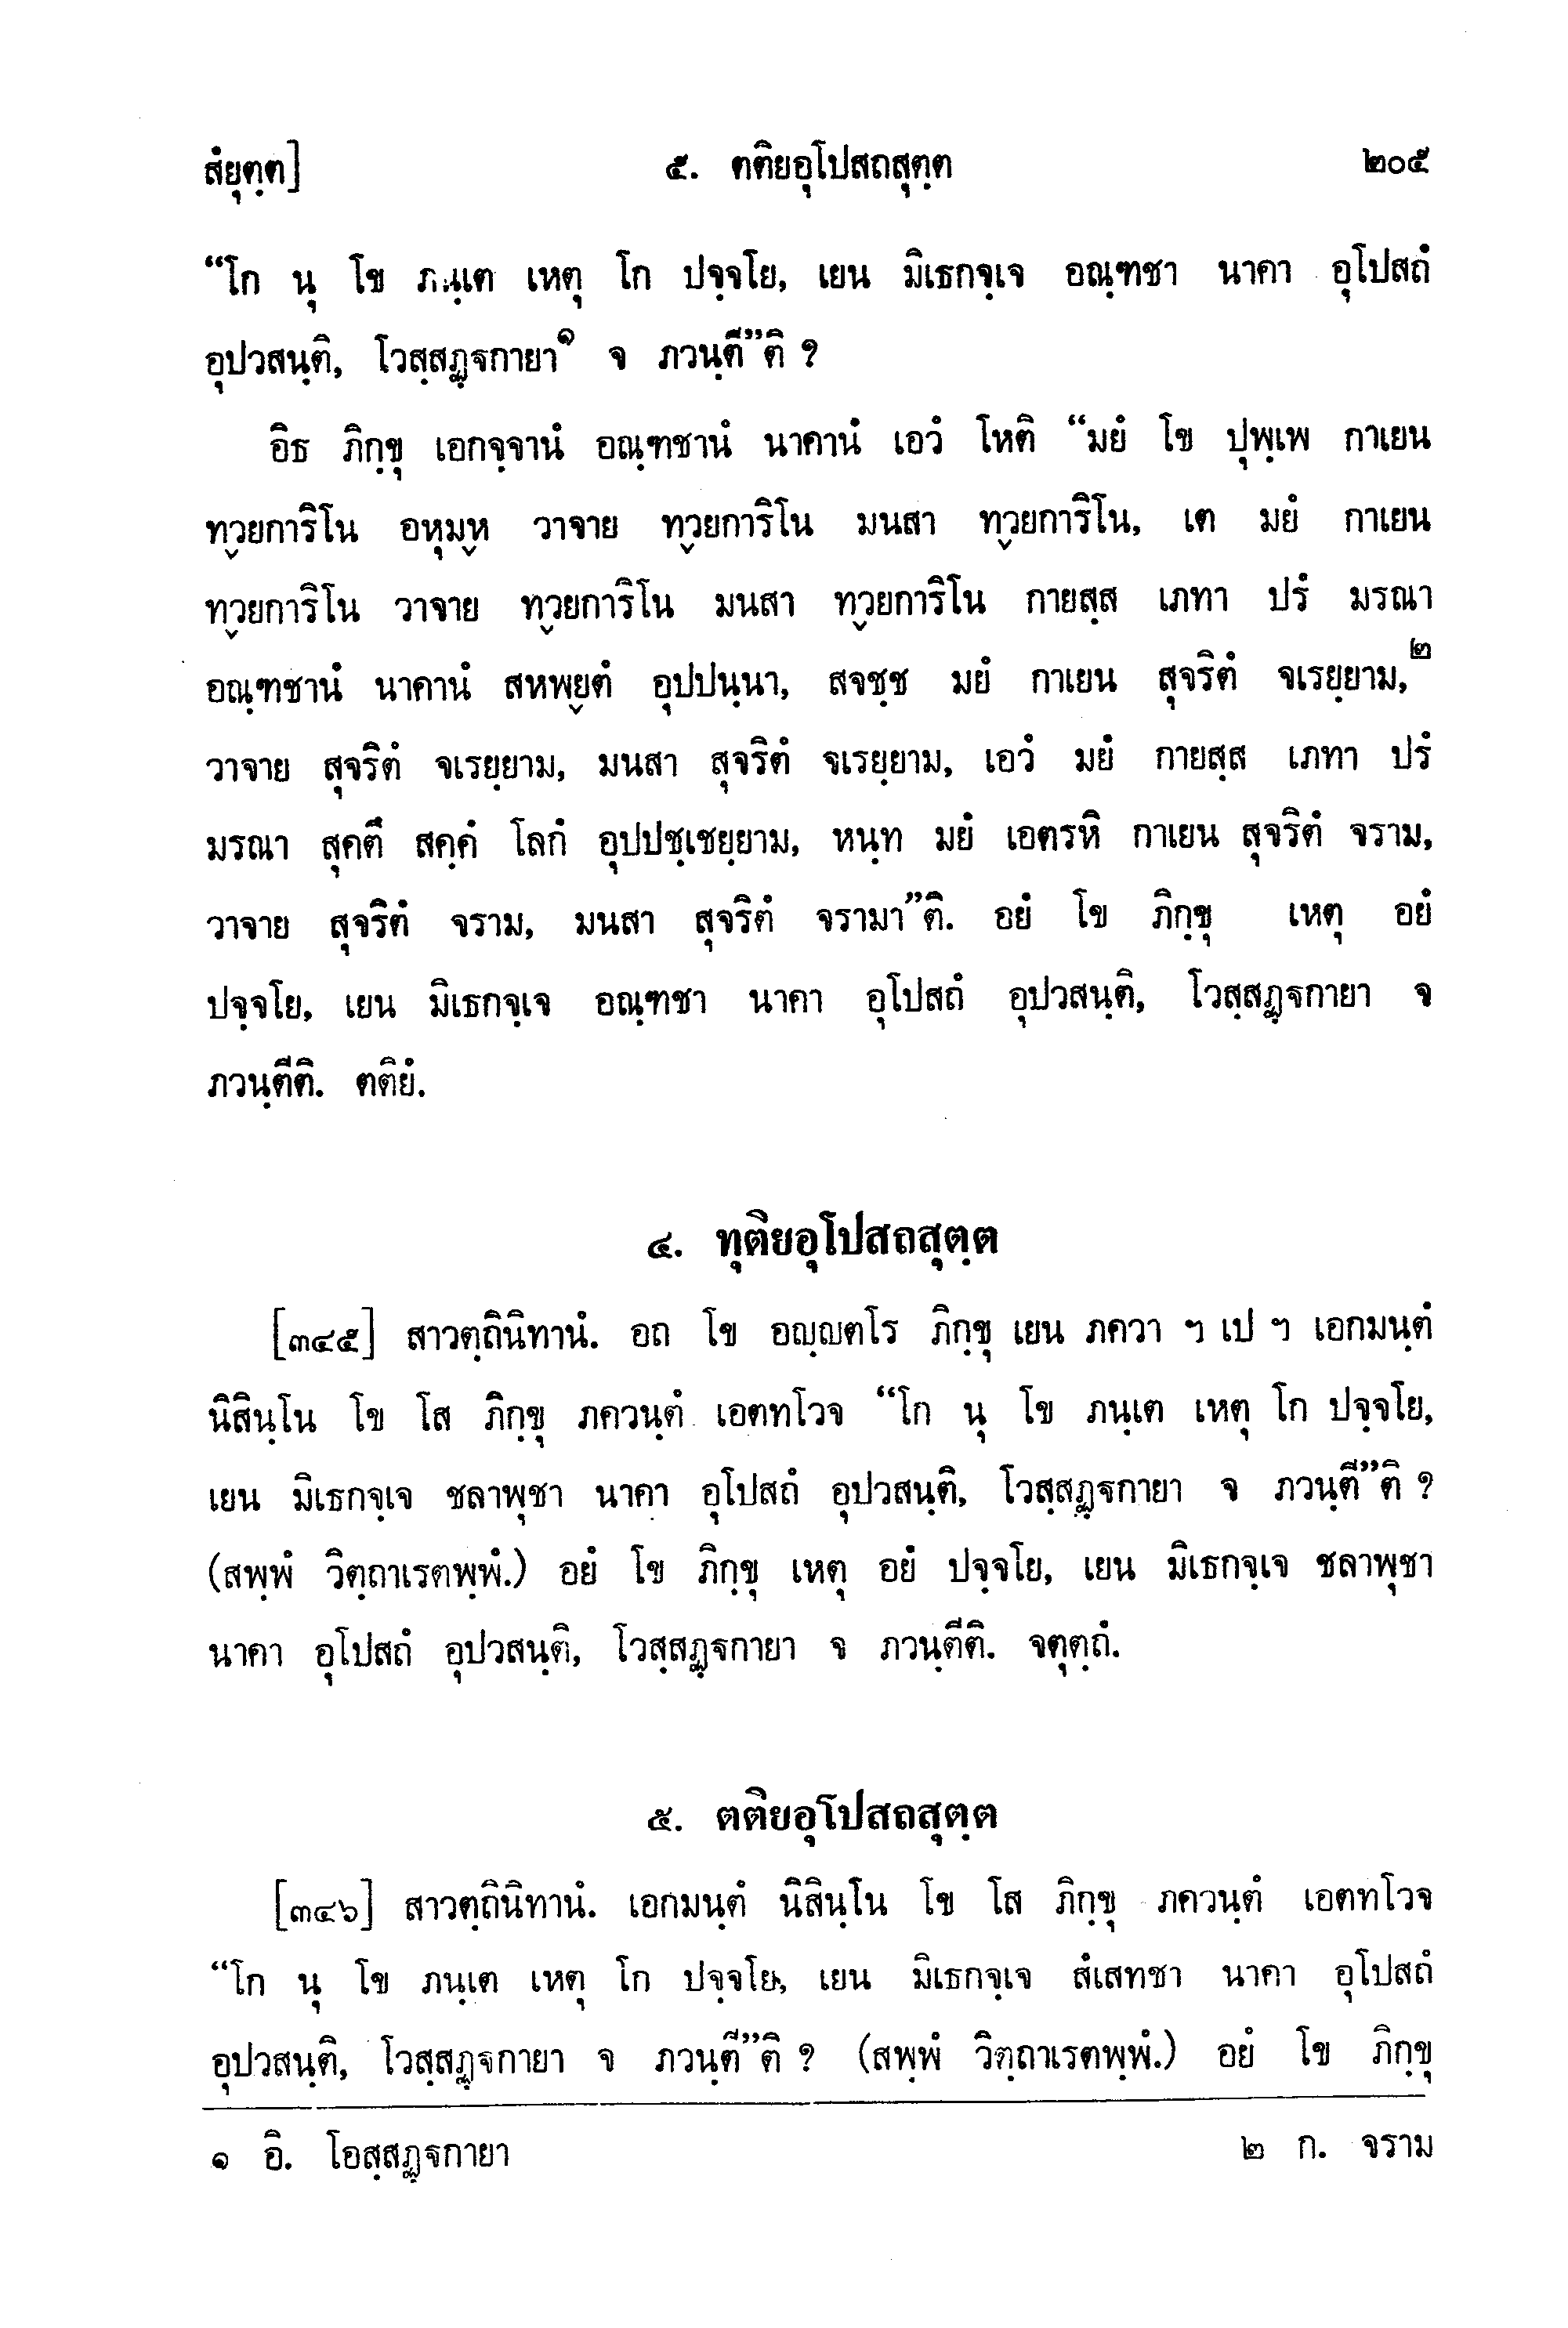 สํยุตฺต] ๕. ตติยอุโปสถสุตฺต ๒๐๕
“โก นุ โข ภนฺเต เหตุ โก ปจฺจโย, เยน มิเธกจฺเจ อณฺฑชา นาคา อุโปสถํ
อุปวสนฺติ, โวสฺสฏฺฐกายา๑ จ ภวนฺตี”ติ ?
อิธ ภิกฺขุ เอกจฺจานํ อณฺฑชานํ นาคานํ เอวํ โหติ “มยํ โข ปุพฺเพ กาเยน
ทฺวยการิโน อหุมฺห วาจาย ทฺวยการิโน มนสา ทฺวยการิโน, เต มยํ กาเยน
ทฺวยการิโน วาจาย ทฺวยการิโน มนสา ทฺวยการิโน กายสฺส เภทา ปรํ มรณา
อณฺฑชานํ นาคานํ สหพฺยตํ อุปปนฺนา, สจชฺช มยํ กาเยน สุจริตํ จเรยฺยาม,๒
วาจาย สุจริตํ จเรยฺยาม, มนสา สุจริตํ จเรยฺยาม, เอวํ มยํ กายสฺส เภทา ปรํ
มรณา สุคตึ สคฺคํ โลกํ อุปปชฺเชยฺยาม, หนฺท มยํ เอตรหิ กาเยน สุจริตํ จราม,
วาจาย สุจริตํ จราม, มนสา สุจริตํ จรามา”ติ. อยํ โข ภิกฺขุ เหตุ อยํ
ปจฺจโย, เยน มิเธกจฺเจ อณฺฑชา นาคา อุโปสถํ อุปวสนฺติ, โวสฺสฏฺฐกายา จ
ภวนฺตีติ. ตติยํ.
๔. ทุติยอุโปสถสุตฺต
[๓๔๕] สาวตฺถินิทานํ. อถ โข อญฺญตโร ภิกฺขุ เยน ภควา ฯ เป ฯ เอกมนฺตํ
นิสินฺโน โข โส ภิกฺขุ ภควนฺตํ เอตทโวจ “โก นุ โข ภนฺเต เหตุ โก ปจฺจโย,
เยน มิเธกจฺเจ ชลาพุชา นาคา อุโปสถํ อุปวสนฺติ, โวสฺสฏฺฐกายา จ ภวนฺตี”ติ ?
(สพฺพํ วิตฺถาเรตพฺพํ.) อยํ โข ภิกฺขุ เหตุ อยํ ปจฺจโย, เยน มิเธกจฺเจ ชลาพุชา
นาคา อุโปสถํ อุปวสนฺติ, โวสฺสฏฺฐกายา จ ภวนฺตีติ. จตุตฺถํ.
๕. ตติยอุโปสถสุตฺต
[๓๔๖] สาวตฺถินิทานํ. เอกมนฺตํ นิสินฺโน โข โส ภิกฺขุ ภควนฺตํ เอตทโวจ
“โก นุ โข ภนฺเต เหตุ โก ปจฺจโย, เยน มิเธกจฺเจ สํเสทชา นาคา อุโปสถํ
อุปวสนฺติ, โวสฺสฏฺฐกายา จ ภวนฺตี”ติ ? (สพฺพํ วิตฺถาเรตพฺพํ.) อยํ โข ภิกฺขุ
๑ อิ. โอสฺสฏฺฐกายา ๒ ก. จราม